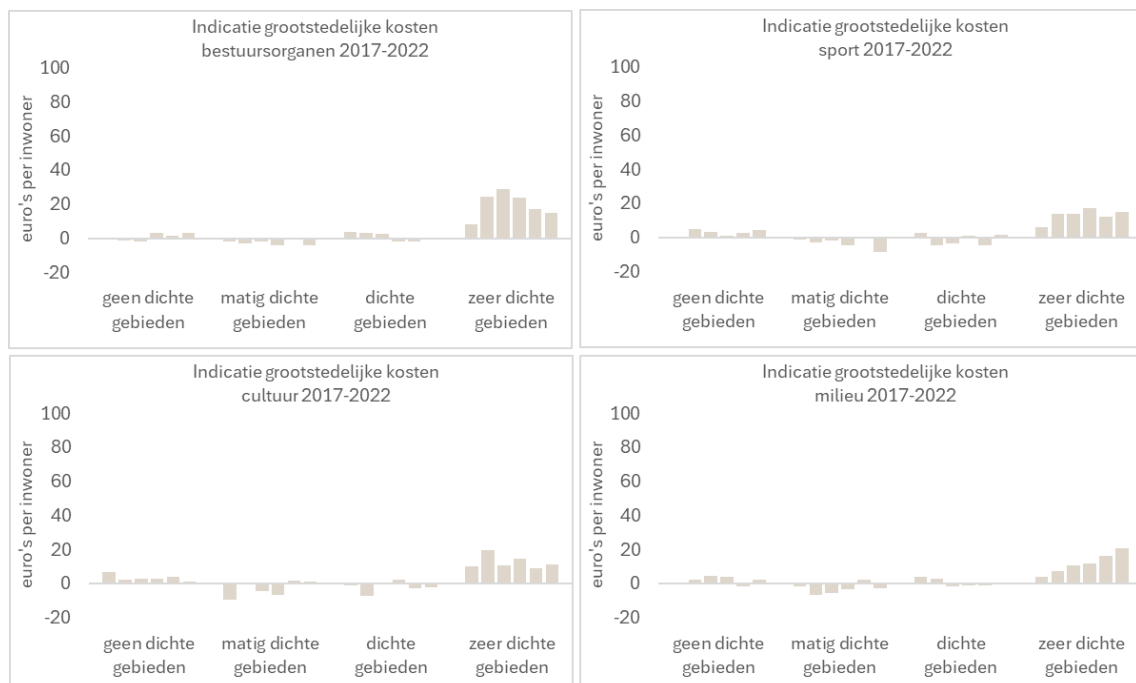 Indicatie grootstedelijke kosten
bestuursorganen 2017-2022
euro's per inwoner
100
80
60
40
20
0
-20
geen dichte
gebieden
matig dichte
gebieden
dichte
gebieden
zeer dichte
gebieden
Indicatie grootstedelijke kosten
sport 2017-2022
euro's per inwoner
100
80
60
40
20
0
-20
geen dichte
gebieden
matig dichte
gebieden
dichte
gebieden
zeer dichte
gebieden
Indicatie grootstedelijke kosten
cultuur 2017-2022
euro's per inwoner
100
80
60
40
20
0
-20
geen dichte
gebieden
matig dichte
gebieden
dichte
gebieden
zeer dichte
gebieden
Indicatie grootstedelijke kosten
milieu 2017-2022
euro's per inwoner
100
80
60
40
20
0
-20
geen dichte
gebieden
matig dichte
gebieden
dichte
gebieden
zeer dichte
gebieden